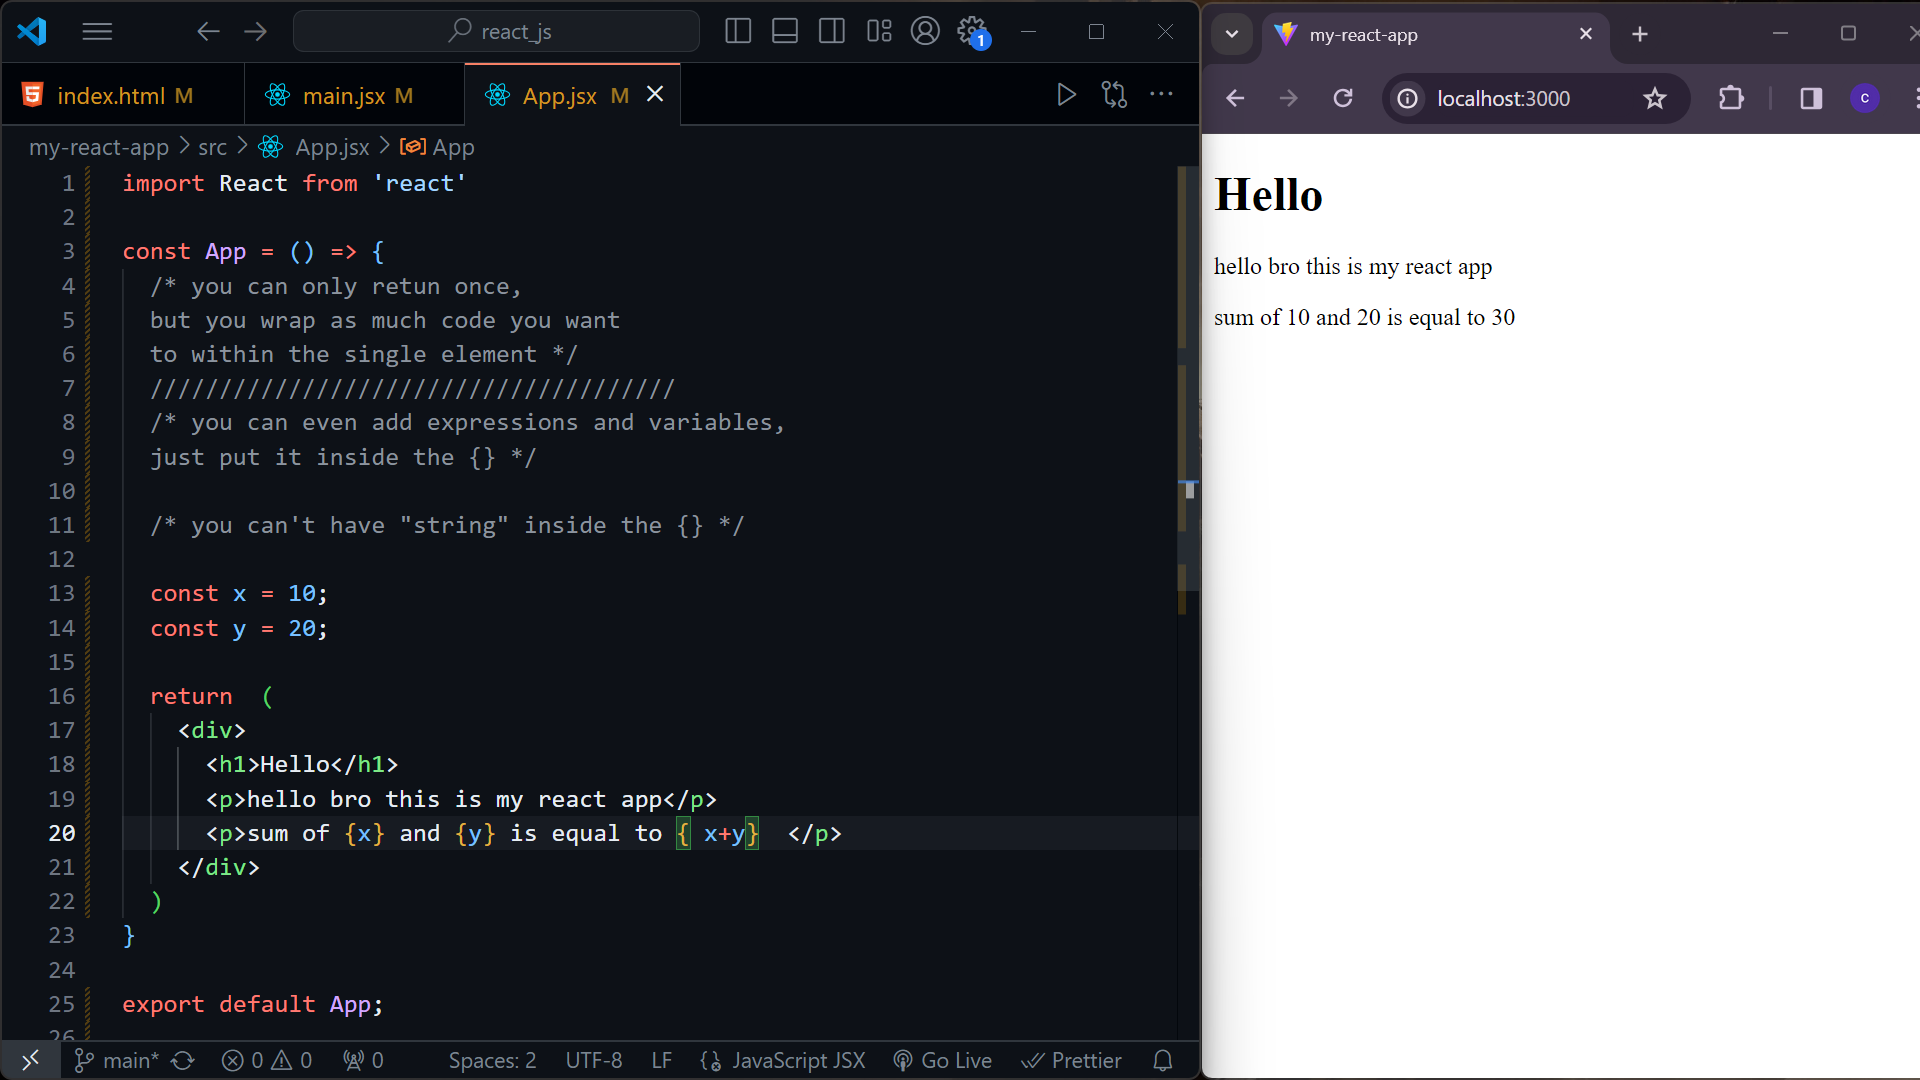 react_js
1
index.html M
main.jsx M
App.jsx M
my-react-app > src > App.jsx > App
1 import React from 'react'
2
3 const App = () => {
4 /* you can only retun once,
5 but you wrap as much code you want
6 to within the single element */
7 //////////////////////////////////////
8 /* you can even add expressions and variables,
9 just put it inside the {} */
10
11 /* you can't have "string" inside the {} */
12
13 const x = 10;
14 const y = 20;
15
16 return  (
17 <div>
18 <h1>Hello</h1>
19 <p>hello bro this is my react app</p>
20 <p>sum of {x} and {y} is equal to { x+y}  </p>
21 </div>
22 )
23 }
24
25 export default App;
26
main* 0 0 0 Spaces: 2 UTF-8 LF JavaScript JSX Go Live Prettier
my-react-app
localhost:3000
c
Hello
hello bro this is my react app
sum of 10 and 20 is equal to 30